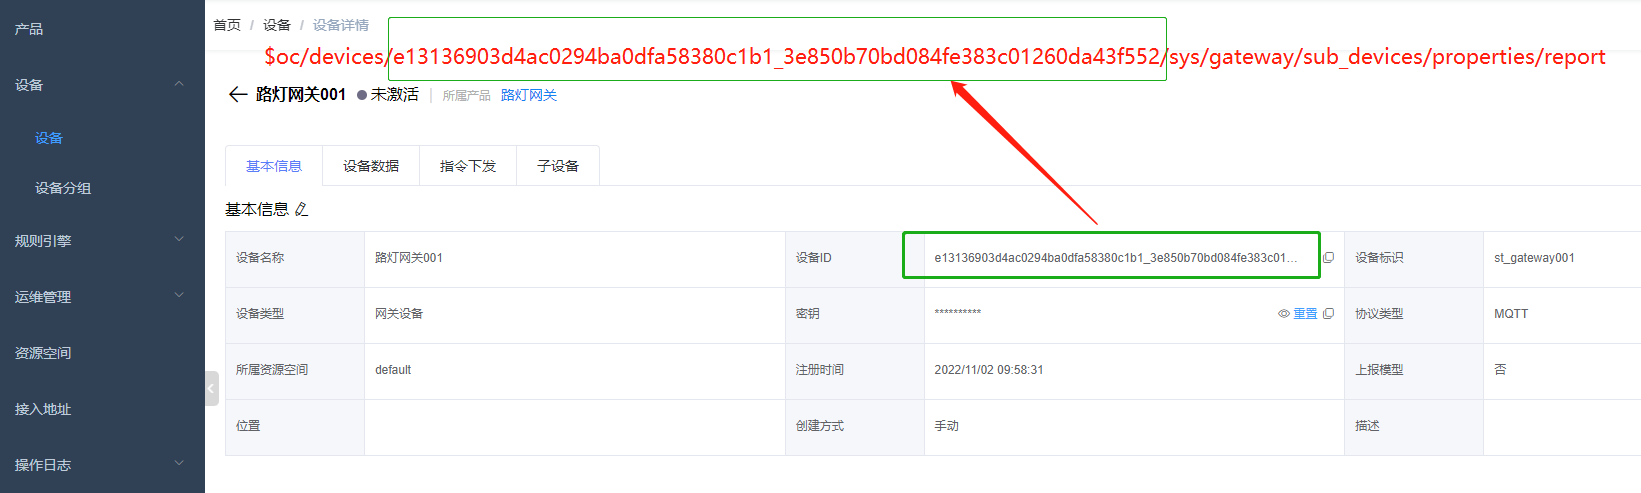 产品
设备
设备
设备分组
规则引擎
运维管理
资源空间
接入地址
操作日志
首页 / 设备 / 设备详情
$oc/devices/e13136903d4ac0294ba0dfa58380c1b1_3e850b70bd084fe383c01260da43f552/sys/gateway/sub_devices/properties/report
路灯网关001 未激活 所属产品 路灯网关
基本信息 设备数据 指令下发 子设备
基本信息
设备名称 路灯网关001 设备ID e13136903d4ac0294ba0dfa58380c1b1_3e850b70bd084fe383c01... 设备标识 st_gateway001
设备类型 网关设备 密钥 ********** 重置 协议类型 MQTT
所属资源空间 default 注册时间 2022/11/02 09:58:31 上报模型 否
位置 创建方式 手动 描述